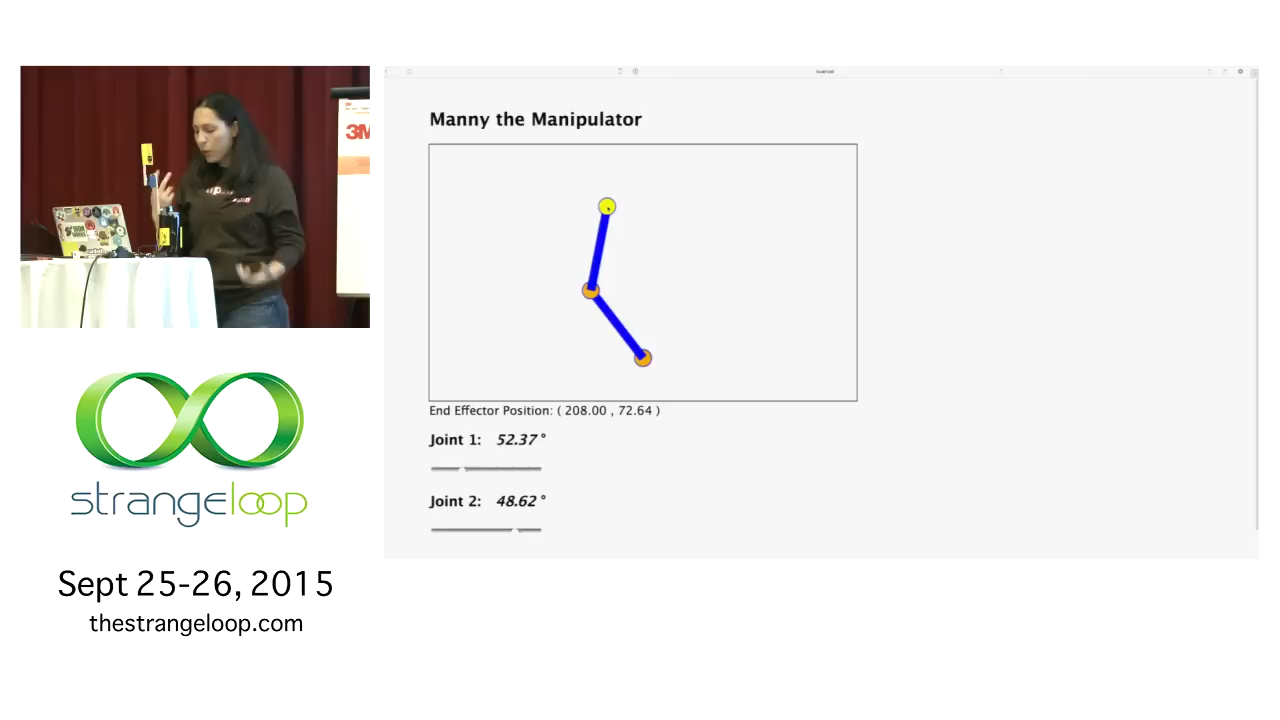 3M
Manny the Manipulator
End Effector Position: ( 208.00 , 72.64 )
Joint 1: 52.37 °
Joint 2: 48.62 °
strangeloop
Sept 25-26, 2015
thestrangeloop.com